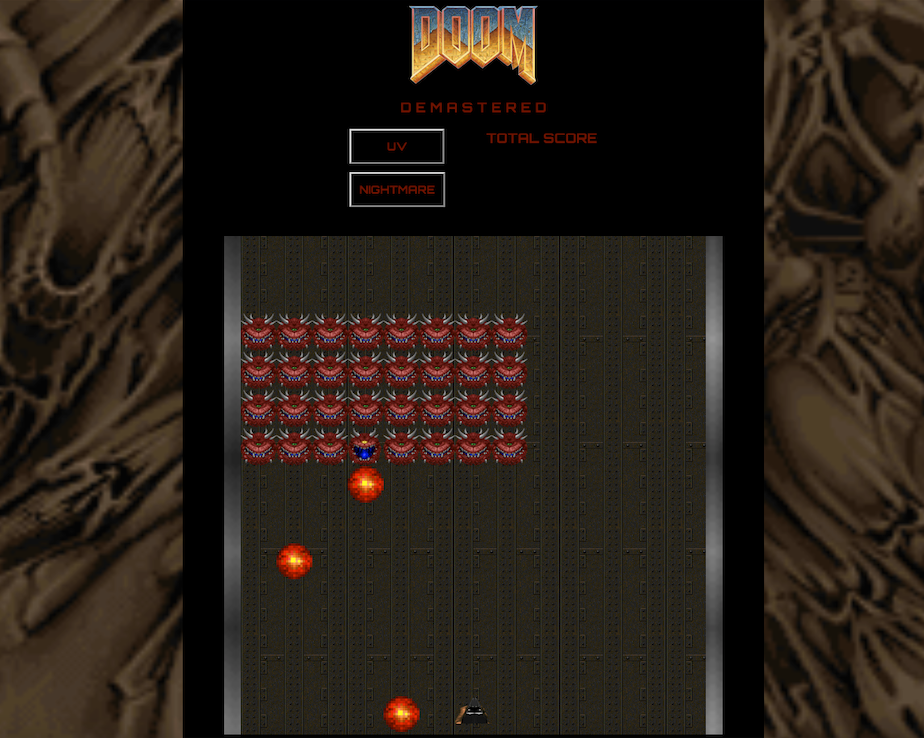 DOOM
DEMASTERED
UV
TOTAL SCORE
NIGHTMARE